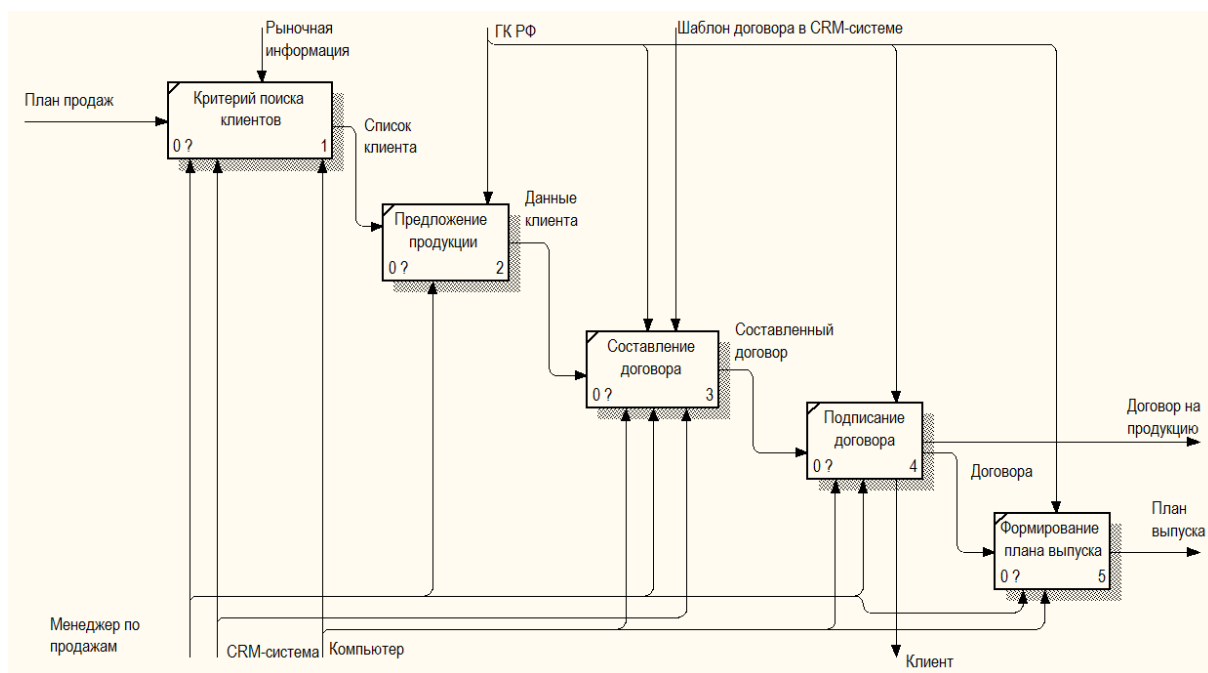 Рыночная
информация
ГК РФ
Шаблон договора в CRM-системе
План продаж
Критерий поиска
клиентов
0 ?
1
Список
клиента
Предложение
продукции
0 ?
2
Данные
клиента
Составление
договора
0 ?
3
Составленный
договор
Подписание
договора
0 ?
4
Договор на
продукцию
Договора
Формирование
плана выпуска
0 ?
5
План
выпуска
Менеджер по
продажам
CRM-система
Компьютер
Клиент